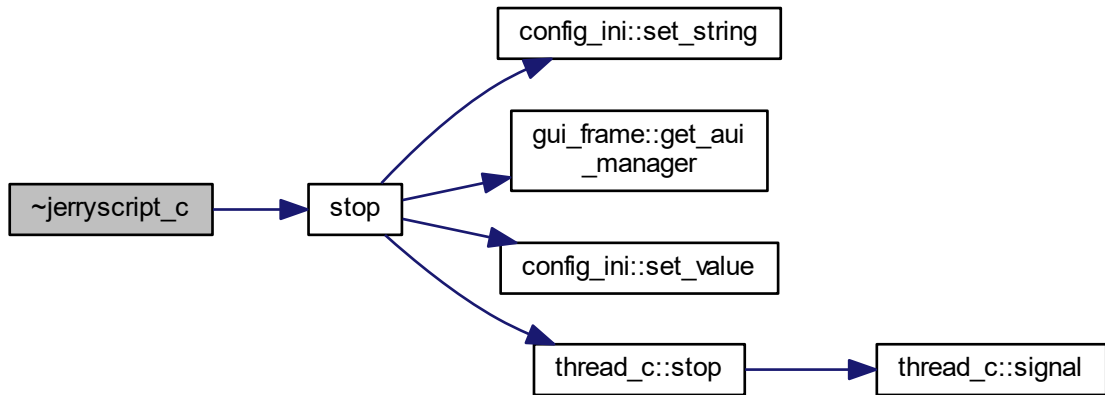 config_ini::set_string
gui_frame::get_aui
_manager
~jerryscript_c
stop
config_ini::set_value
thread_c::stop
thread_c::signal